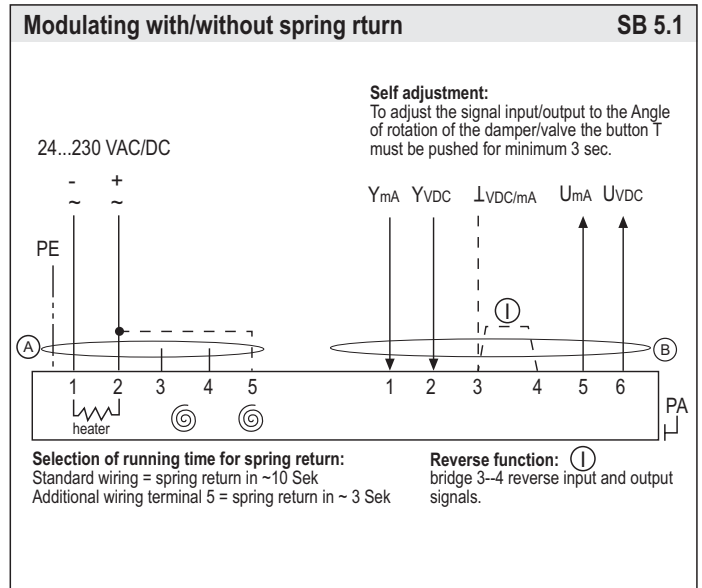 Modulating with/without spring rturn SB 5.1
Self adjustment:
To adjust the signal input/output to the Angle
of rotation of the damper/valve the button T
must be pushed for minimum 3 sec.
24...230 VAC/DC
- +
~ ~
YmA YVDC ⊥VDC/mA UmA UVDC
PE
A B
1 2 3 4 5 1 2 3 4 5 6
PA
heater
Selection of running time for spring return:
Standard wiring = spring return in ~10 Sek
Additional wiring terminal 5 = spring return in ~ 3 Sek
Reverse function:
bridge 3--4 reverse input and output
signals.